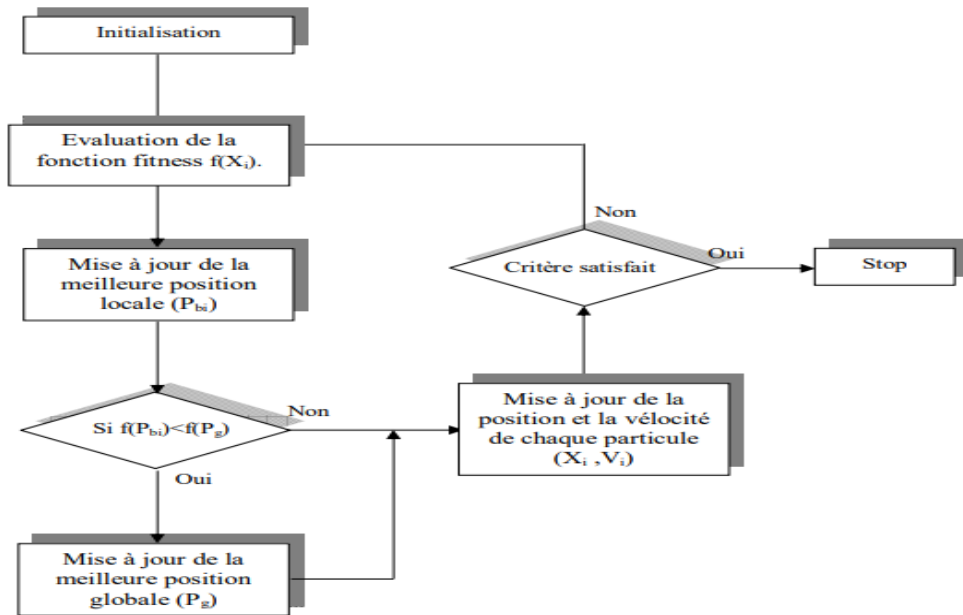 Initialisation
Evaluation de la
fonction fitness f(Xi).
Mise à jour de la
meilleure position
locale (Pbi)
Si f(Pbi)<f(Pg)
Non
Oui
Mise à jour de la
meilleure position
globale (Pg)
Mise à jour de la
position et la vélocité
de chaque particule
(Xi ,Vi)
Critère satisfait
Non
Oui
Stop